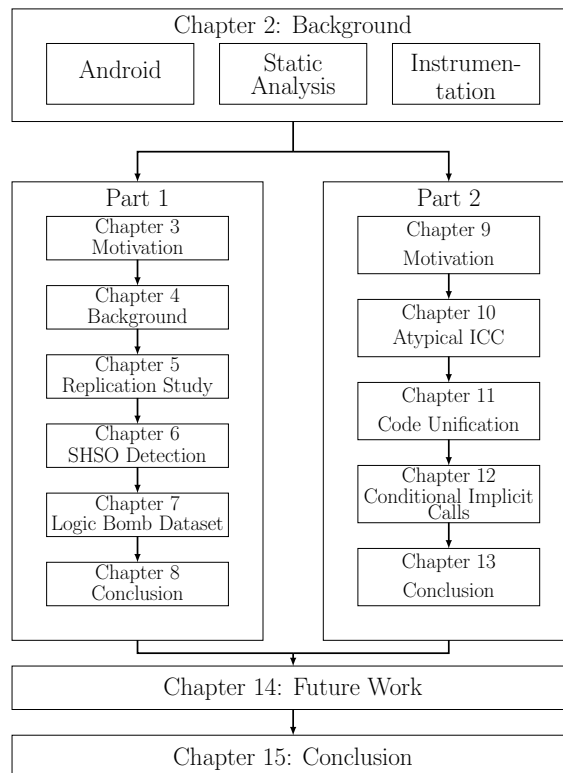 Chapter 2: Background
Android
Static
Analysis
Instrumen-
tation
Part 1
Chapter 3
Motivation
Chapter 4
Background
Chapter 5
Replication Study
Chapter 6
SHSO Detection
Chapter 7
Logic Bomb Dataset
Chapter 8
Conclusion
Part 2
Chapter 9
Motivation
Chapter 10
Atypical ICC
Chapter 11
Code Unification
Chapter 12
Conditional Implicit
Calls
Chapter 13
Conclusion
Chapter 14: Future Work
Chapter 15: Conclusion